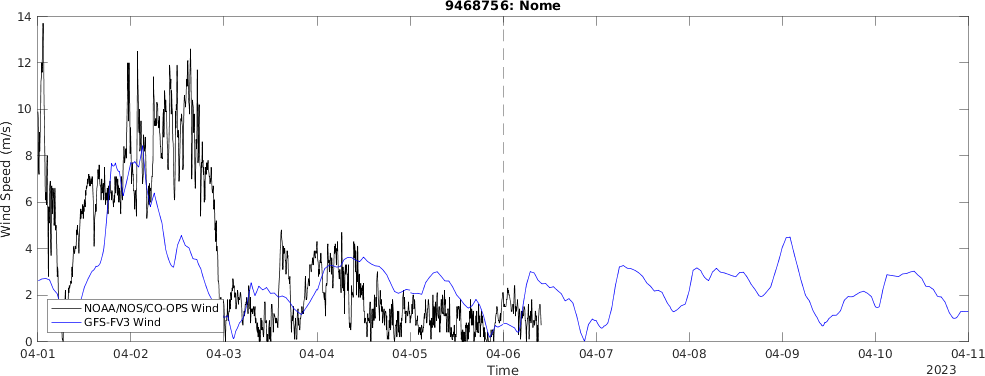 9468756: Nome
Wind Speed (m/s)
14
12
10
8
6
4
2
0
NOAA/NOS/CO-OPS Wind
GFS-FV3 Wind
04-01 04-02 04-03 04-04 04-05 04-06 04-07 04-08 04-09 04-10 04-11
Time
2023